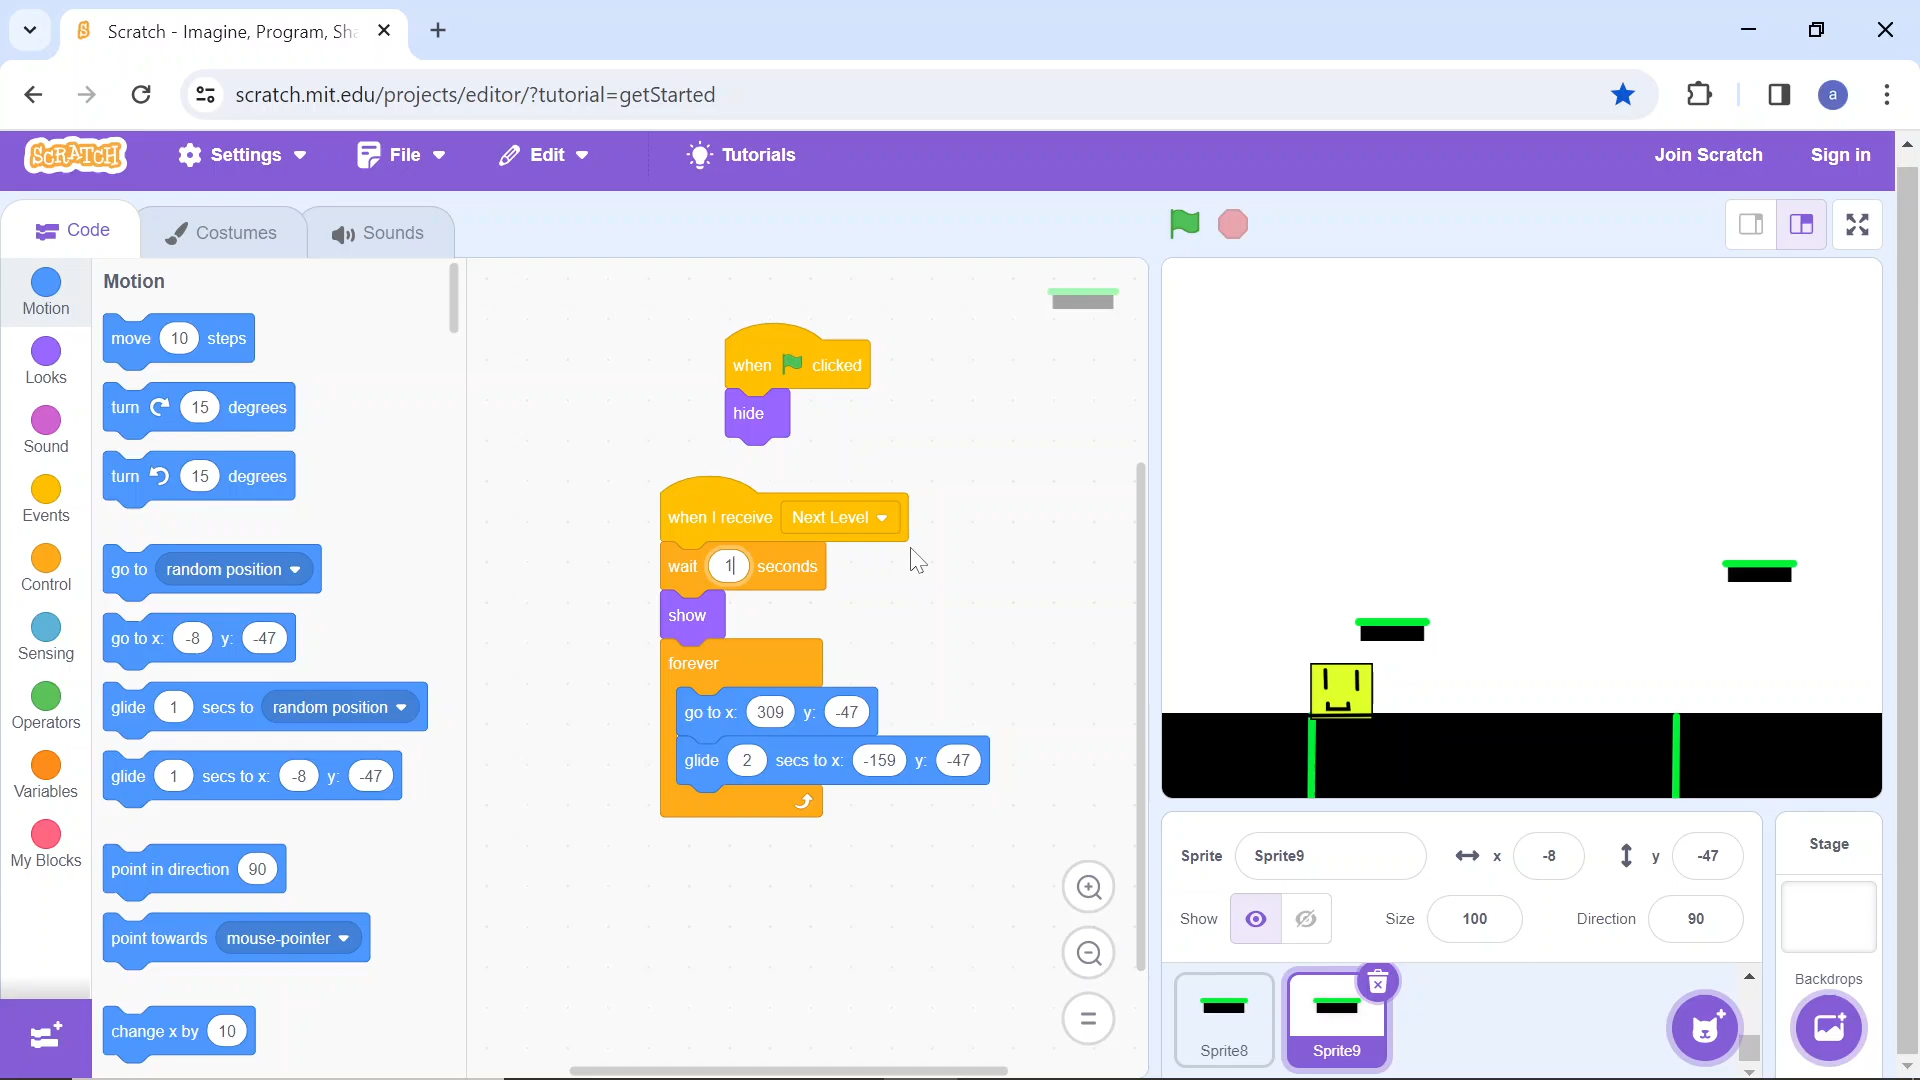 Scratch - Imagine, Program, Sha
scratch.mit.edu/projects/editor/?tutorial=getStarted
a
SCRATCH
Settings
File
Edit
Tutorials
Join Scratch
Sign in
Code
Costumes
Sounds
Motion
Looks
Sound
Events
Control
Sensing
Operators
Variables
My Blocks
Motion
move 10 steps
turn 15 degrees
turn 15 degrees
go to random position
go to x: -8 y: -47
glide 1 secs to random position
glide 1 secs to x: -8 y: -47
point in direction 90
point towards mouse-pointer
change x by 10
when clicked
hide
when I receive Next Level
wait 1 seconds
show
forever
go to x: 309 y: -47
glide 2 secs to x: -159 y: -47
Sprite Sprite9 x -8 y -47
Show Size 100 Direction 90
Sprite8
Sprite9
Stage
Backdrops